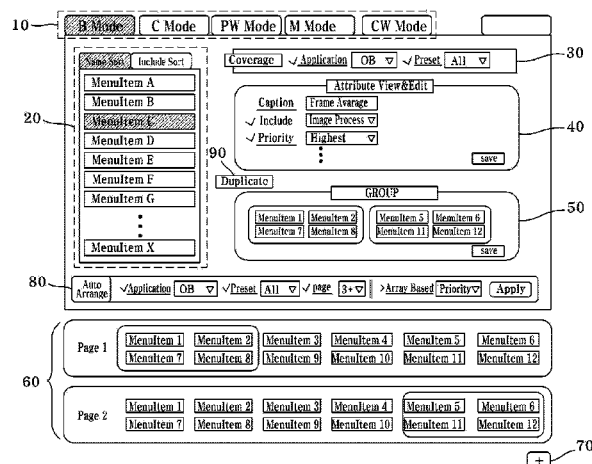 10 B Mode C Mode PW Mode M Mode CW Mode
Name Sort Include Sort
Coverage Application OB ▽ Preset All ▽ 30
MenuItem A
MenuItem B
MenuItem C
MenuItem D
MenuItem E
MenuItem F
MenuItem G
MenuItem X
20
Attribute View&Edit
Caption Frame Avarage
Include Image Process ▽
Priority Highest ▽
save
40
90
Duplicate
GROUP
MenuItem 1 MenuItem 2 MenuItem 5 MenuItem 6
MenuItem 7 MenuItem 8 MenuItem 11 MenuItem 12
save
50
80 Auto Arrange Application OB ▽ Preset All ▽ page 3+ ▽ >Array Based Priority ▽ Apply
60
Page 1
MenuItem 1 MenuItem 2 MenuItem 3 MenuItem 4 MenuItem 5 MenuItem 6
MenuItem 7 MenuItem 8 MenuItem 9 MenuItem 10 MenuItem 11 MenuItem 12
Page 2
MenuItem 1 MenuItem 2 MenuItem 3 MenuItem 4 MenuItem 5 MenuItem 6
MenuItem 7 MenuItem 8 MenuItem 9 MenuItem 10 MenuItem 11 MenuItem 12
+ 70